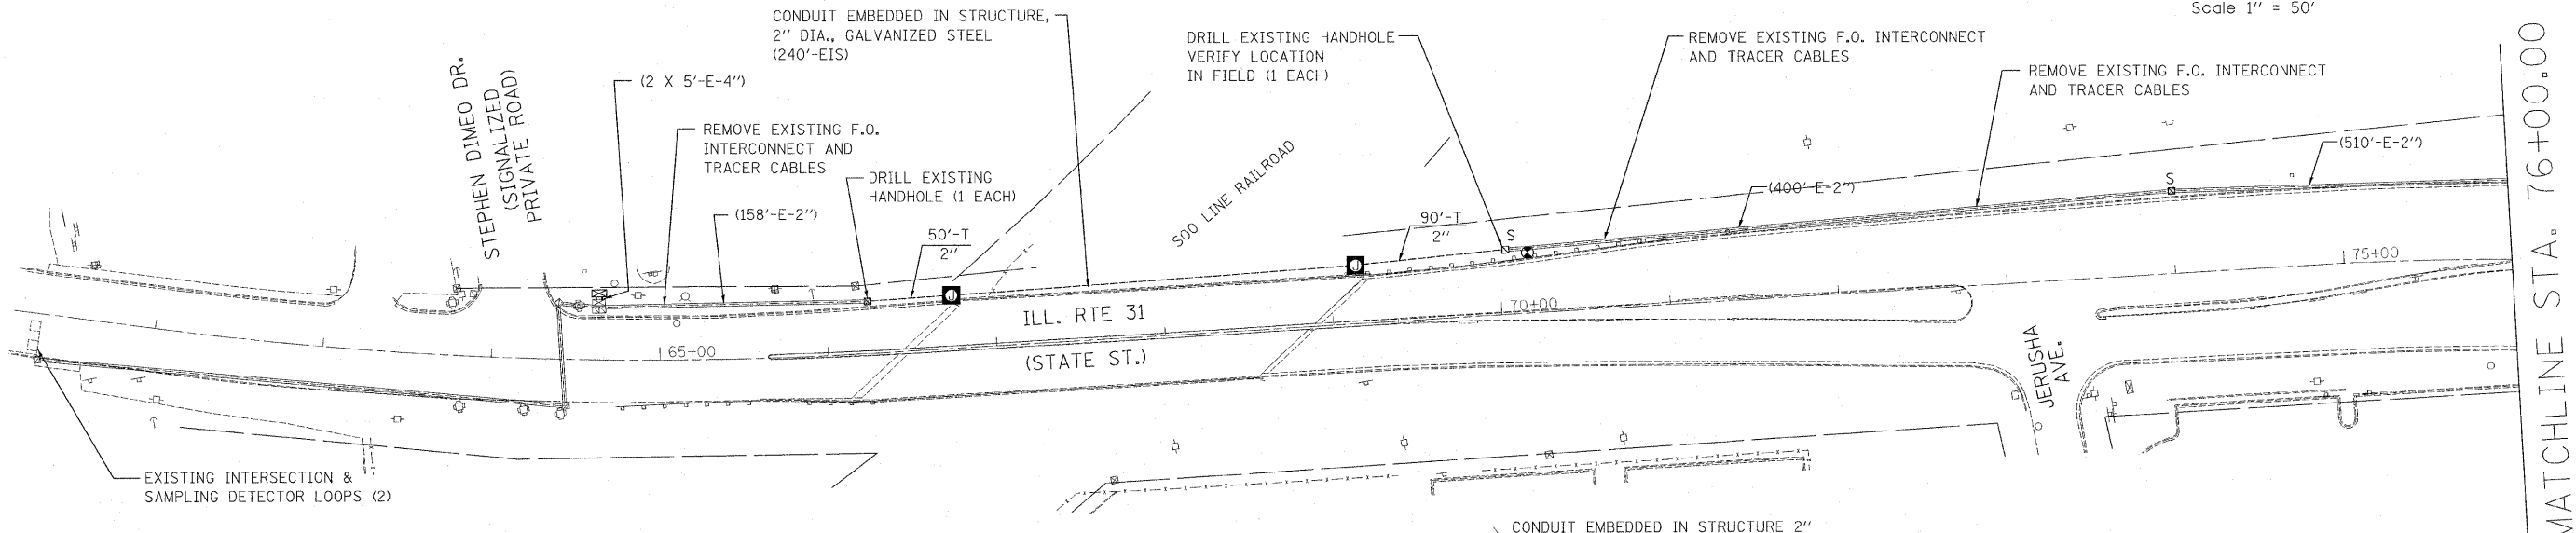 Scale 1" = 50'
CONDUIT EMBEDDED IN STRUCTURE,
2" DIA., GALVANIZED STEEL
(240'-EIS)
DRILL EXISTING HANDHOLE
VERIFY LOCATION
IN FIELD (1 EACH)
REMOVE EXISTING F.O. INTERCONNECT
AND TRACER CABLES
REMOVE EXISTING F.O. INTERCONNECT
AND TRACER CABLES
STEPHEN DIMEO DR.
(SIGNALIZED
PRIVATE ROAD)
(2 X 5'-E-4")
REMOVE EXISTING F.O.
INTERCONNECT AND
TRACER CABLES
DRILL EXISTING
HANDHOLE (1 EACH)
(158'-E-2")
50'-T
2"
SOO LINE RAILROAD
90'-T
2"
S
(400'-E-2")
S
(510'-E-2")
J
J
65+00
ILL. RTE 31
(STATE ST.)
70+00
75+00
JERUSHA
AVE.
MATCHLINE STA. 76+00.00
EXISTING INTERSECTION &
SAMPLING DETECTOR LOOPS (2)
CONDUIT EMBEDDED IN STRUCTURE 2"